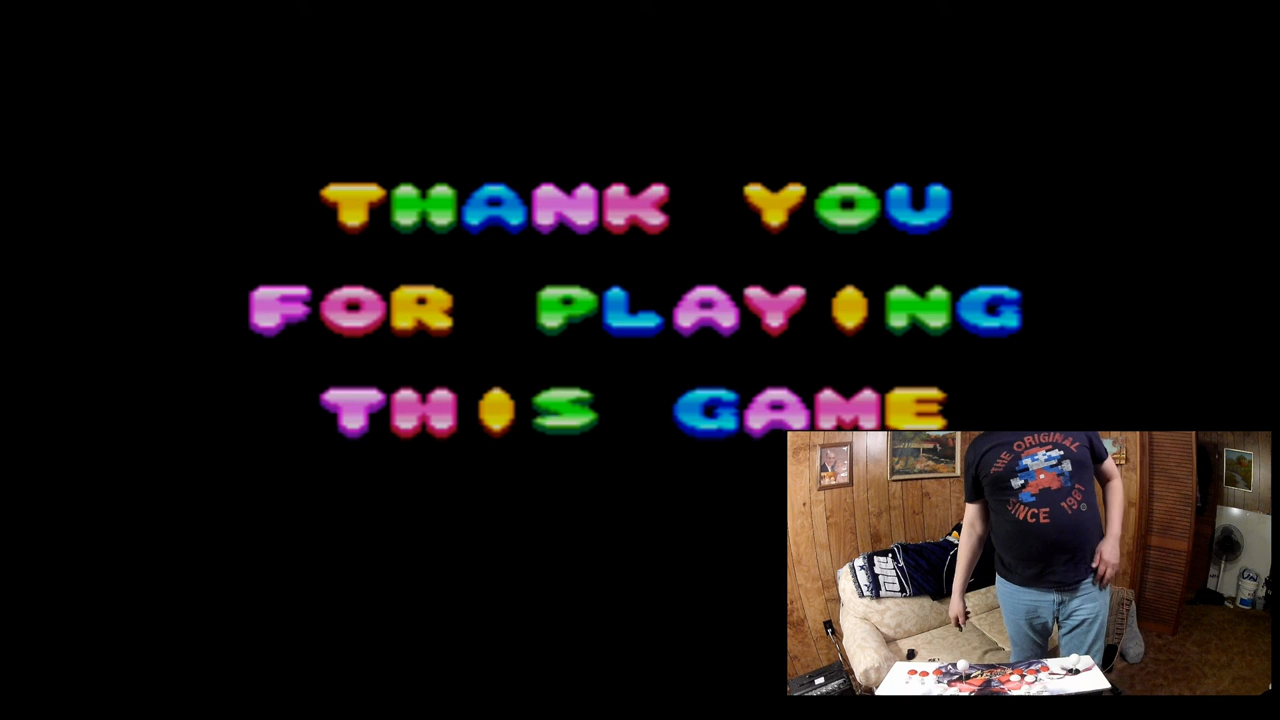 THANK YOU
FOR PLAYING
THIS GAME
THE ORIGINAL
SINCE 1981